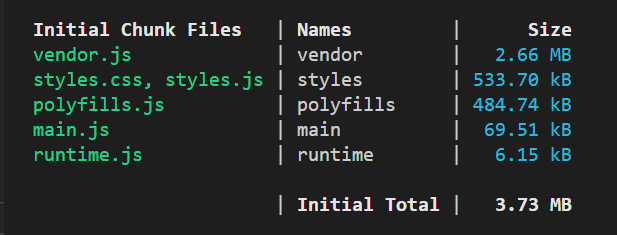 Initial Chunk Files | Names | Size
vendor.js | vendor | 2.66 MB
styles.css, styles.js | styles | 533.70 kB
polyfills.js | polyfills | 484.74 kB
main.js | main | 69.51 kB
runtime.js | runtime | 6.15 kB
| Initial Total | 3.73 MB